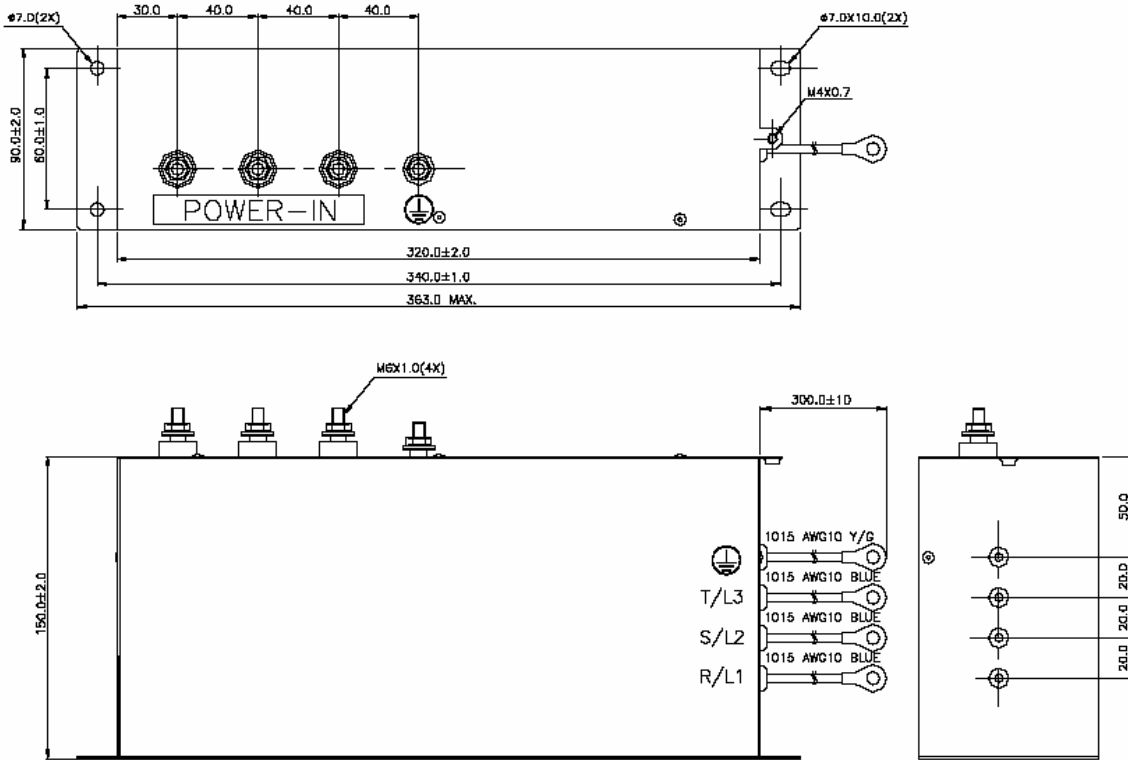 30.0 40.0 40.0 40.0
ø7.0(2X)
ø7.0X10.0(2X)
M4X0.7
90.0±2.0
60.0±1.0
POWER-IN
320.0±2.0
340.0±1.0
363.0 MAX.
M6X1.0(4X)
300.0±10
150.0±2.0
1015 AWG10 Y/G
T/L3
1015 AWG10 BLUE
S/L2
1015 AWG10 BLUE
R/L1
1015 AWG10 BLUE
50.0
20.0
20.0
20.0